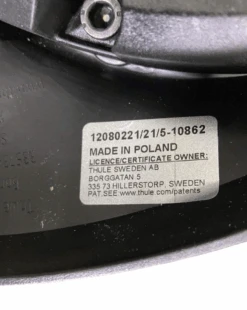 12080221/21/5-10862
MADE IN POLAND
LICENCE/CERTIFICATE OWNER:
THULE SWEDEN AB
BORGGATAN 5
335 73 HILLERSTORP, SWEDEN
PAT.SEE www.thule.com/patents